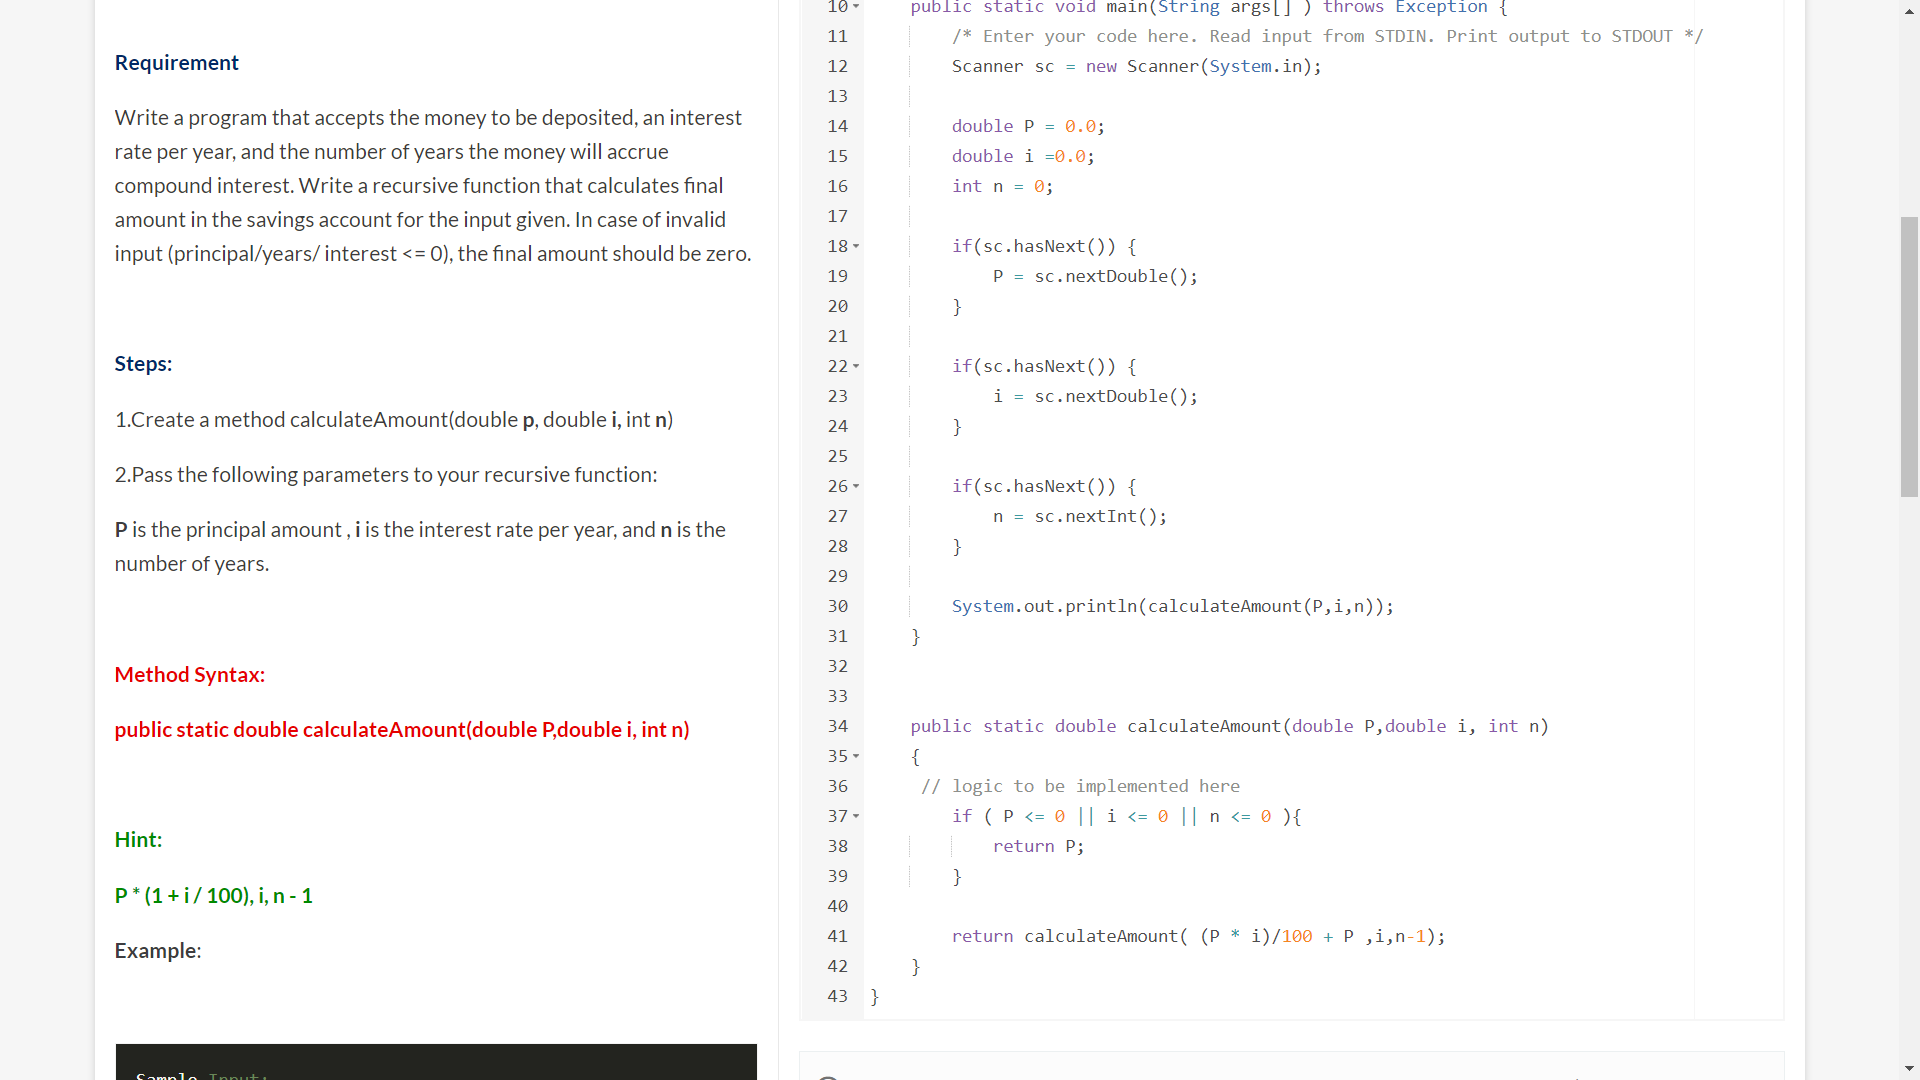 Requirement
Write a program that accepts the money to be deposited, an interest
rate per year, and the number of years the money will accrue
compound interest. Write a recursive function that calculates final
amount in the savings account for the input given. In case of invalid
input (principal/years/ interest <= 0), the final amount should be zero.
Steps:
1.Create a method calculateAmount(double p, double i, int n)
2.Pass the following parameters to your recursive function:
P is the principal amount , i is the interest rate per year, and n is the
number of years.
Method Syntax:
public static double calculateAmount(double P,double i, int n)
Hint:
P * (1 + i / 100), i, n - 1
Example:
Sample Input:
10 public static void main(String args[] ) throws Exception {
11 /* Enter your code here. Read input from STDIN. Print output to STDOUT */
12 Scanner sc = new Scanner(System.in);
13
14 double P = 0.0;
15 double i =0.0;
16 int n = 0;
17
18 if(sc.hasNext()) {
19 P = sc.nextDouble();
20 }
21
22 if(sc.hasNext()) {
23 i = sc.nextDouble();
24 }
25
26 if(sc.hasNext()) {
27 n = sc.nextInt();
28 }
29
30 System.out.println(calculateAmount(P,i,n));
31 }
32
33
34 public static double calculateAmount(double P,double i, int n)
35 {
36 // logic to be implemented here
37 if ( P <= 0 || i <= 0 || n <= 0 ){
38 return P;
39 }
40
41 return calculateAmount( (P * i)/100 + P ,i,n-1);
42 }
43 }